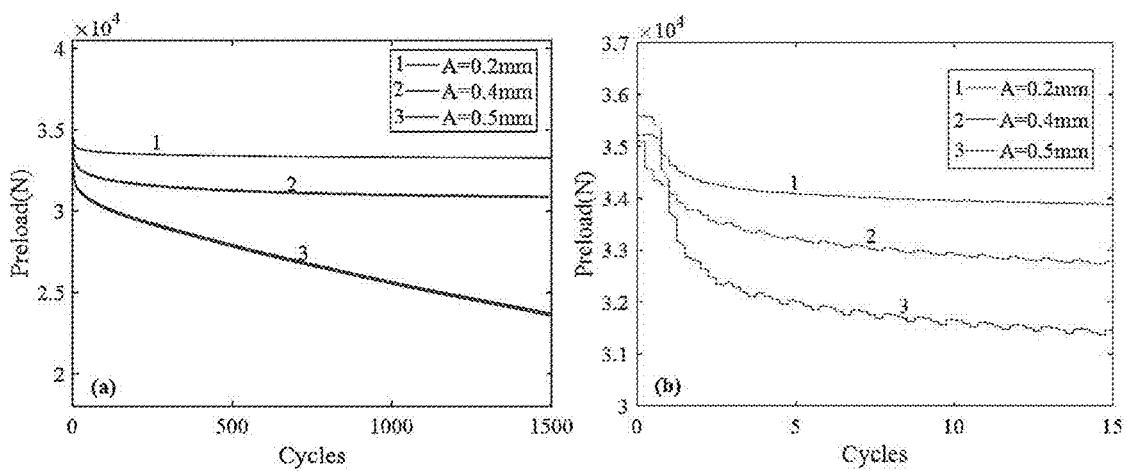 ×10⁴
4
3.5
3
2.5
2
Preload(N)
1 A=0.2mm
2 A=0.4mm
3 A=0.5mm
1
2
3
(a)
0
500
1000
1500
Cycles
×10⁴
3.7
3.6
3.5
3.4
3.3
3.2
3.1
3
Preload(N)
1 A=0.2mm
2 A=0.4mm
3 A=0.5mm
1
2
3
(b)
0
5
10
15
Cycles